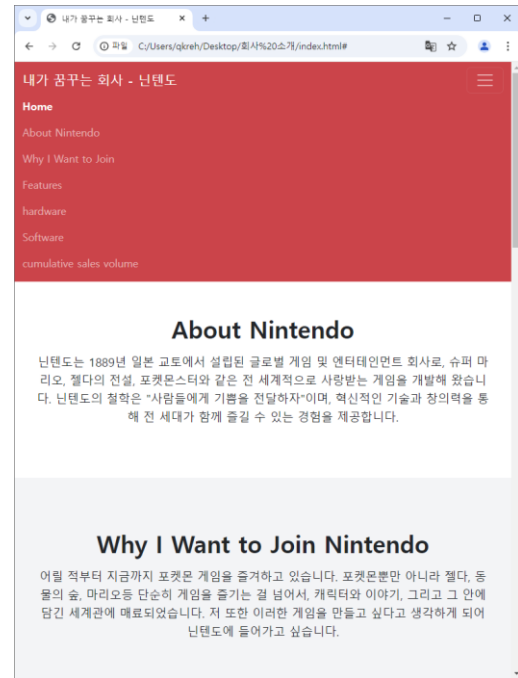 내가 꿈꾸는 회사 - 닌텐도
파일 C:/Users/qkreh/Desktop/회사%20소개/index.html#
내가 꿈꾸는 회사 - 닌텐도
Home
About Nintendo
Why I Want to Join
Features
hardware
Software
cumulative sales volume
About Nintendo
닌텐도는 1889년 일본 교토에서 설립된 글로벌 게임 및 엔터테인먼트 회사로, 슈퍼 마
리오, 젤다의 전설, 포켓몬스터와 같은 전 세계적으로 사랑받는 게임을 개발해 왔습니
다. 닌텐도의 철학은 "사람들에게 기쁨을 전달하자"이며, 혁신적인 기술과 창의력을 통
해 전 세대가 함께 즐길 수 있는 경험을 제공합니다.
Why I Want to Join Nintendo
어릴 적부터 지금까지 포켓몬 게임을 즐겨하고 있습니다. 포켓몬뿐만 아니라 젤다, 동
물의 숲, 마리오등 단순히 게임을 즐기는 걸 넘어서, 캐릭터와 이야기, 그리고 그 안에
담긴 세계관에 매료되었습니다. 저 또한 이러한 게임을 만들고 싶다고 생각하게 되어
닌텐도에 들어가고 싶습니다.